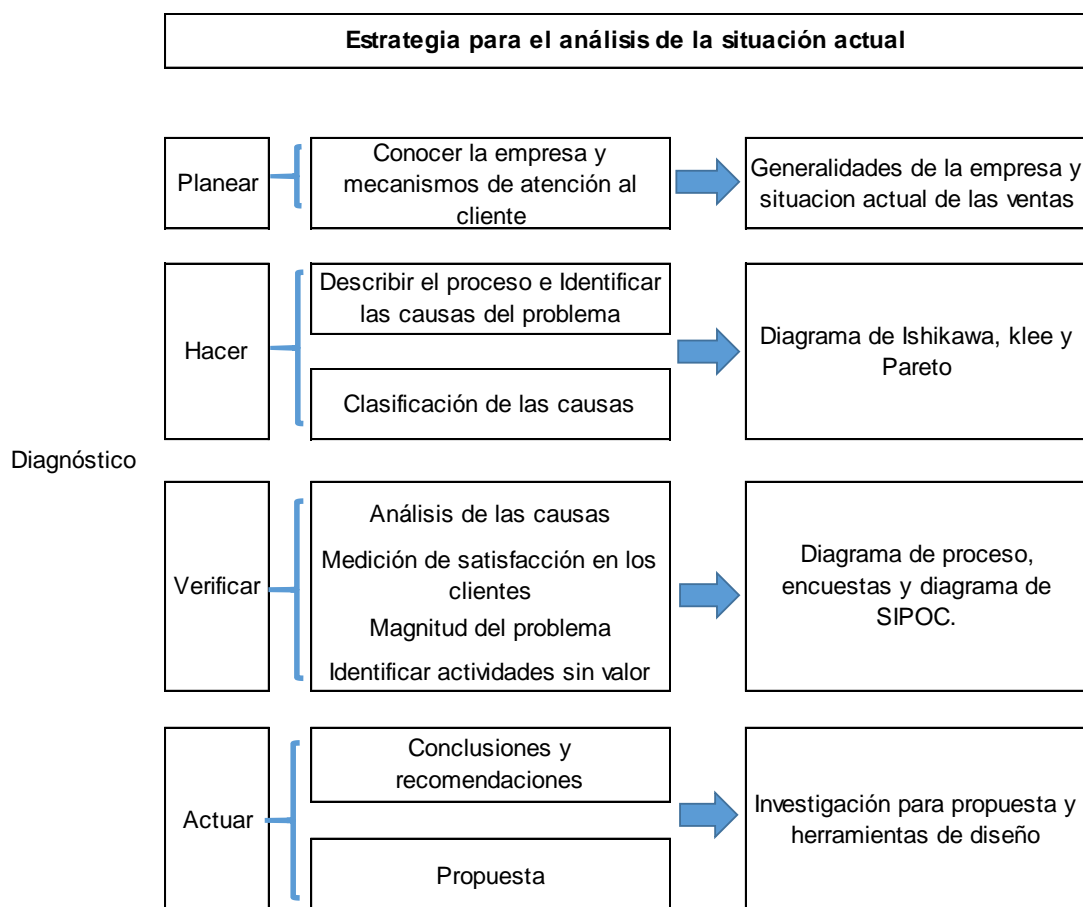 Estrategia para el análisis de la situación actual
Planear
Conocer la empresa y
mecanismos de atención al
cliente
Generalidades de la empresa y
situacion actual de las ventas
Hacer
Describir el proceso e Identificar
las causas del problema
Clasificación de las causas
Diagrama de Ishikawa, klee y
Pareto
Diagnóstico
Verificar
Análisis de las causas
Medición de satisfacción en los
clientes
Magnitud del problema
Identificar actividades sin valor
Diagrama de proceso,
encuestas y diagrama de
SIPOC.
Actuar
Conclusiones y
recomendaciones
Propuesta
Investigación para propuesta y
herramientas de diseño